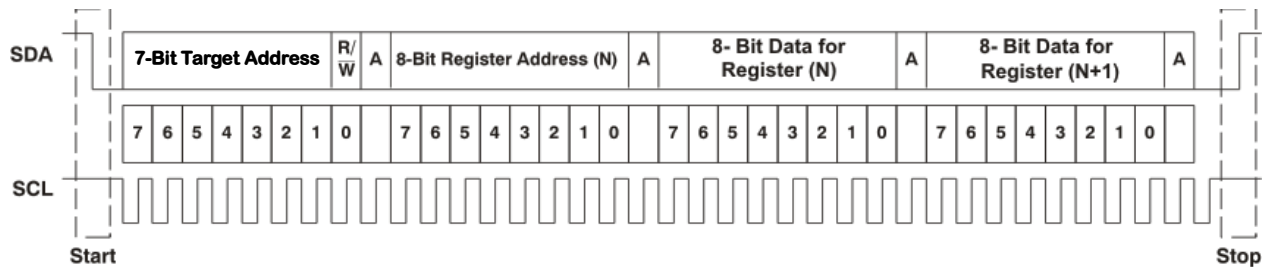 SDA
7-Bit Target Address
R/
W
A
8-Bit Register Address (N)
A
8- Bit Data for
Register (N)
A
8- Bit Data for
Register (N+1)
A
7 6 5 4 3 2 1 0 7 6 5 4 3 2 1 0 7 6 5 4 3 2 1 0 7 6 5 4 3 2 1 0
SCL
Start
Stop